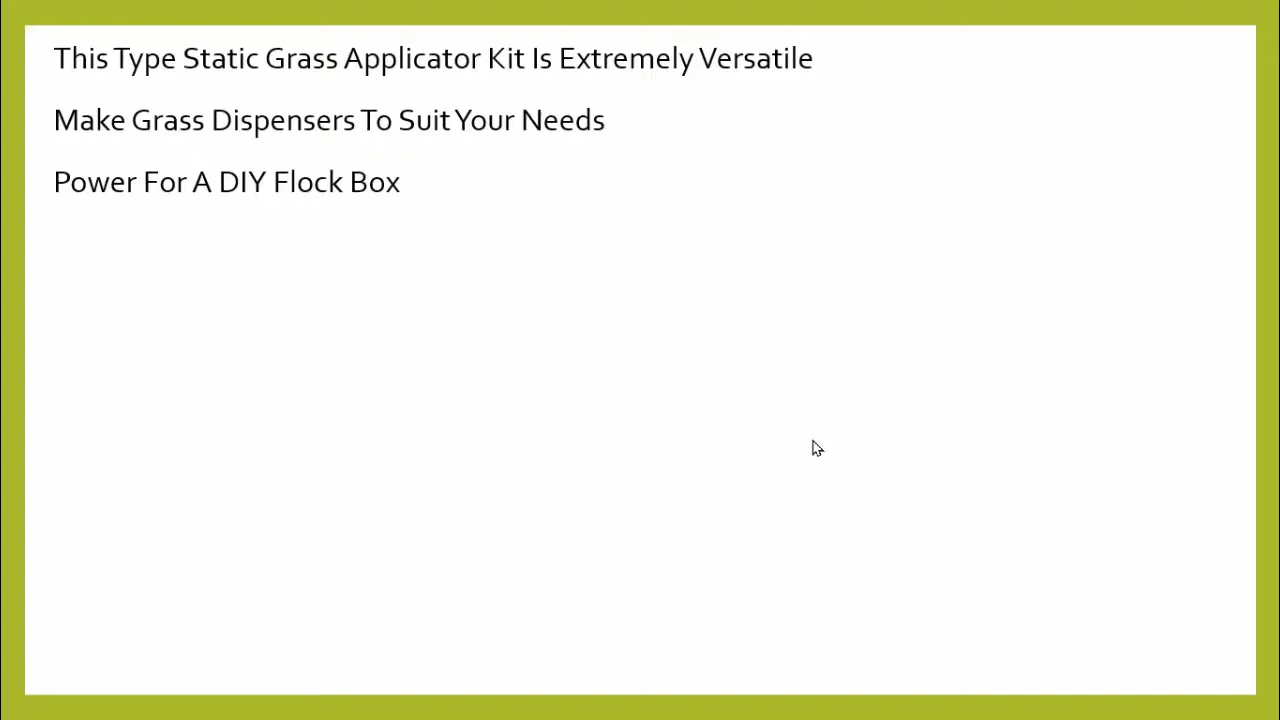 This Type Static Grass Applicator Kit Is Extremely Versatile
Make Grass Dispensers To Suit Your Needs
Power For A DIY Flock Box